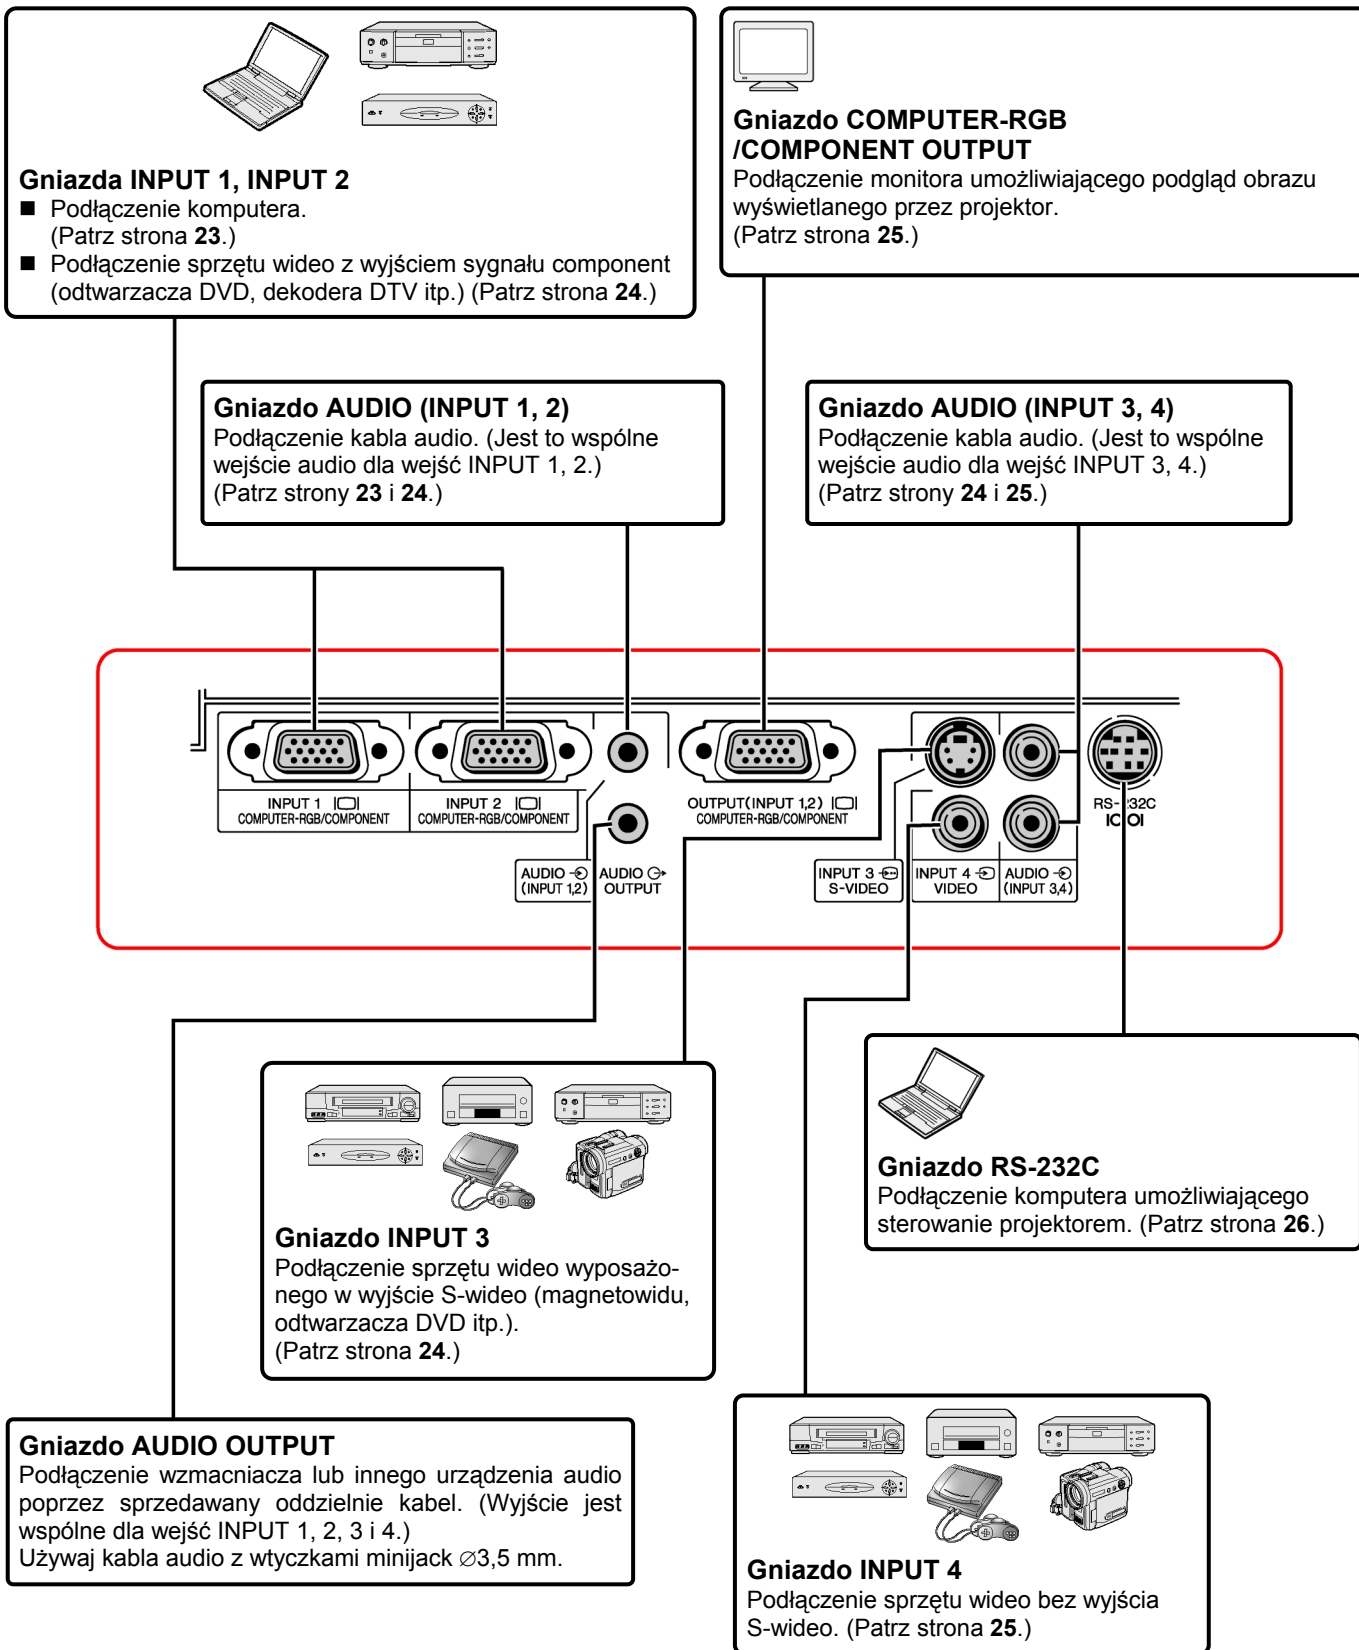 Gniazda INPUT 1, INPUT 2
■ Podłączenie komputera.
(Patrz strona 23.)
■ Podłączenie sprzętu wideo z wyjściem sygnału component
(odtwarzacza DVD, dekodera DTV itp.) (Patrz strona 24.)
Gniazdo COMPUTER-RGB
/COMPONENT OUTPUT
Podłączenie monitora umożliwiającego podgląd obrazu
wyświetlanego przez projektor.
(Patrz strona 25.)
Gniazdo AUDIO (INPUT 1, 2)
Podłączenie kabla audio. (Jest to wspólne
wejście audio dla wejść INPUT 1, 2.)
(Patrz strony 23 i 24.)
Gniazdo AUDIO (INPUT 3, 4)
Podłączenie kabla audio. (Jest to wspólne
wejście audio dla wejść INPUT 3, 4.)
(Patrz strony 24 i 25.)
INPUT 1
COMPUTER-RGB/COMPONENT
INPUT 2
COMPUTER-RGB/COMPONENT
OUTPUT(INPUT 1,2)
COMPUTER-RGB/COMPONENT
RS-232C
AUDIO
(INPUT 1,2)
AUDIO
OUTPUT
INPUT 3
S-VIDEO
INPUT 4
VIDEO
AUDIO
(INPUT 3,4)
Gniazdo RS-232C
Podłączenie komputera umożliwiającego
sterowanie projektorem. (Patrz strona 26.)
Gniazdo INPUT 3
Podłączenie sprzętu wideo wyposażo-
nego w wyjście S-wideo (magnetowidu,
odtwarzacza DVD itp.).
(Patrz strona 24.)
Gniazdo AUDIO OUTPUT
Podłączenie wzmacniacza lub innego urządzenia audio
poprzez sprzedawany oddzielnie kabel. (Wyjście jest
wspólne dla wejść INPUT 1, 2, 3 i 4.)
Używaj kabla audio z wtyczkami minijack ∅3,5 mm.
Gniazdo INPUT 4
Podłączenie sprzętu wideo bez wyjścia
S-wideo. (Patrz strona 25.)